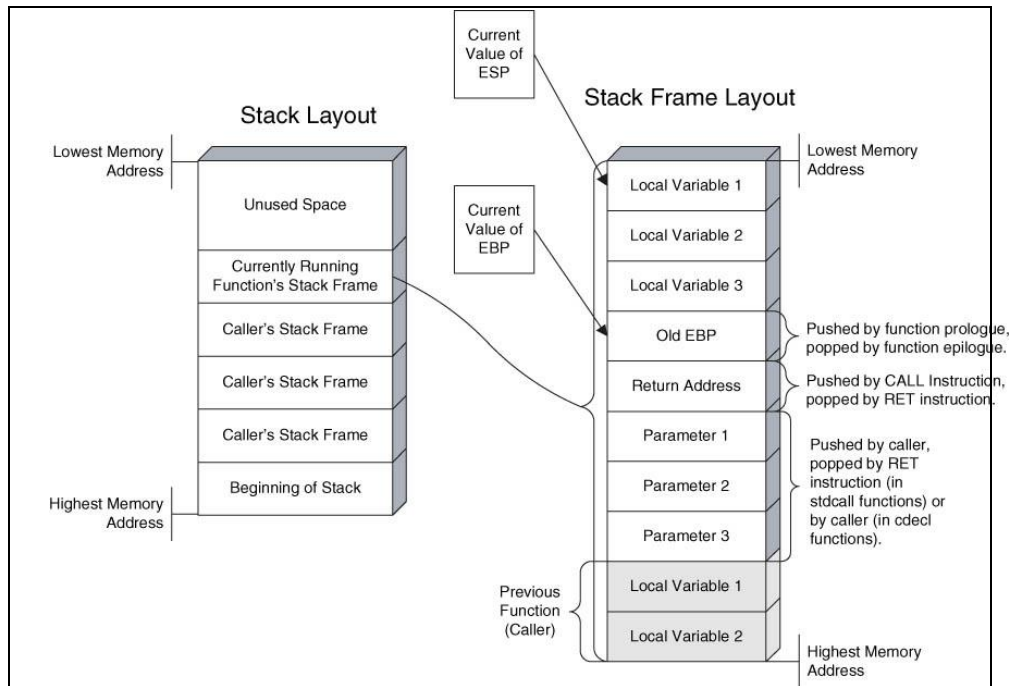 Current
Value of
ESP
Stack Layout
Stack Frame Layout
Lowest Memory
Address
Unused Space
Currently Running
Function's Stack Frame
Caller's Stack Frame
Caller's Stack Frame
Caller's Stack Frame
Beginning of Stack
Highest Memory
Address
Current
Value of
EBP
Lowest Memory
Address
Local Variable 1
Local Variable 2
Local Variable 3
Old EBP
Pushed by function prologue,
popped by function epilogue.
Return Address
Pushed by CALL Instruction,
popped by RET instruction.
Parameter 1
Parameter 2
Parameter 3
Pushed by caller,
popped by RET
instruction (in
stdcall functions) or
by caller (in cdecl
functions).
Previous
Function
(Caller)
Local Variable 1
Local Variable 2
Highest Memory
Address